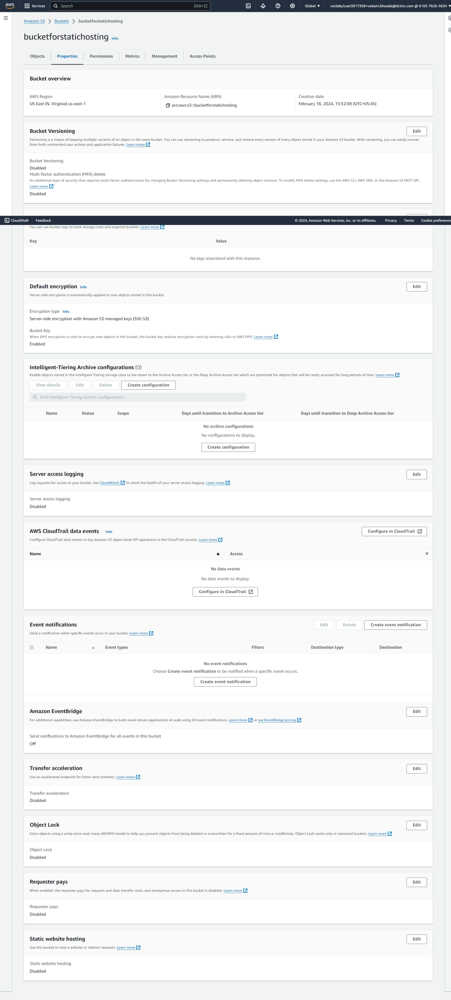 aws Services Search [Alt+S] Global ▼ voclabs/user3017358=vedant.bhosale@dctinc.com @ 6165-7626-5634 ▼
Amazon S3 > Buckets > bucketforstatichosting
bucketforstatichosting Info
Objects Properties Permissions Metrics Management Access Points
Bucket overview
AWS Region Amazon Resource Name (ARN) Creation date
US East (N. Virginia) us-east-1 arn:aws:s3:::bucketforstatichosting February 16, 2024, 15:52:08 (UTC+05:45)
Bucket Versioning Edit
Versioning is a means of keeping multiple variants of an object in the same bucket. You can use versioning to preserve, retrieve, and restore every version of every object stored in your Amazon S3 bucket. With versioning, you can easily recover
from both unintended user actions and application failures. Learn more
Bucket Versioning
Disabled
Multi-factor authentication (MFA) delete
An additional layer of security that requires multi-factor authentication for changing Bucket Versioning settings and permanently deleting object versions. To modify MFA delete settings, use the AWS CLI, AWS SDK, or the Amazon S3 REST API.
Learn more
Disabled
CloudShell Feedback © 2024, Amazon Web Services, Inc. or its affiliates. Privacy Terms Cookie preferences
You can use bucket tags to track storage costs and organize buckets. Learn more
Key Value
No tags associated with this resource.
Default encryption Info Edit
Server-side encryption is automatically applied to new objects stored in this bucket.
Encryption type Info
Server-side encryption with Amazon S3 managed keys (SSE-S3)
Bucket Key
When KMS encryption is used to encrypt new objects in this bucket, the bucket key reduces encryption costs by lowering calls to AWS KMS. Learn more
Enabled
Intelligent-Tiering Archive configurations (0)
Enable objects stored in the Intelligent-Tiering storage class to tier-down to the Archive Access tier or the Deep Archive Access tier which are optimized for objects that will be rarely accessed for long periods of time. Learn more
View details Edit Delete Create configuration
Find Intelligent-Tiering Archive configurations
Name Status Scope Days until transition to Archive Access tier Days until transition to Deep Archive Access tier
No archive configurations
No configurations to display.
Create configuration
Server access logging Edit
Log requests for access to your bucket. Use CloudWatch to check the health of your server access logging. Learn more
Server access logging
Disabled
AWS CloudTrail data events Info Configure in CloudTrail
Configure CloudTrail data events to log Amazon S3 object-level API operations in the CloudTrail console. Learn more
Name Access
No data events
No data events to display.
Configure in CloudTrail
Event notifications Edit Delete Create event notification
Send a notification when specific events occur in your bucket. Learn more
Name Event types Filters Destination type Destination
No event notifications
Choose Create event notification to be notified when a specific event occurs.
Create event notification
Amazon EventBridge Edit
For additional capabilities, use Amazon EventBridge to build event-driven applications at scale using S3 event notifications. Learn more or see EventBridge pricing
Send notifications to Amazon EventBridge for all events in this bucket
Off
Transfer acceleration Edit
Use an accelerated endpoint for faster data transfers. Learn more
Transfer acceleration
Disabled
Object Lock Edit
Store objects using a write-once-read-many (WORM) model to help you prevent objects from being deleted or overwritten for a fixed amount of time or indefinitely. Object Lock works only in versioned buckets. Learn more
Object Lock
Disabled
Requester pays Edit
When enabled, the requester pays for requests and data transfer costs, and anonymous access to this bucket is disabled. Learn more
Requester pays
Disabled
Static website hosting Edit
Use this bucket to host a website or redirect requests. Learn more
Static website hosting
Disabled